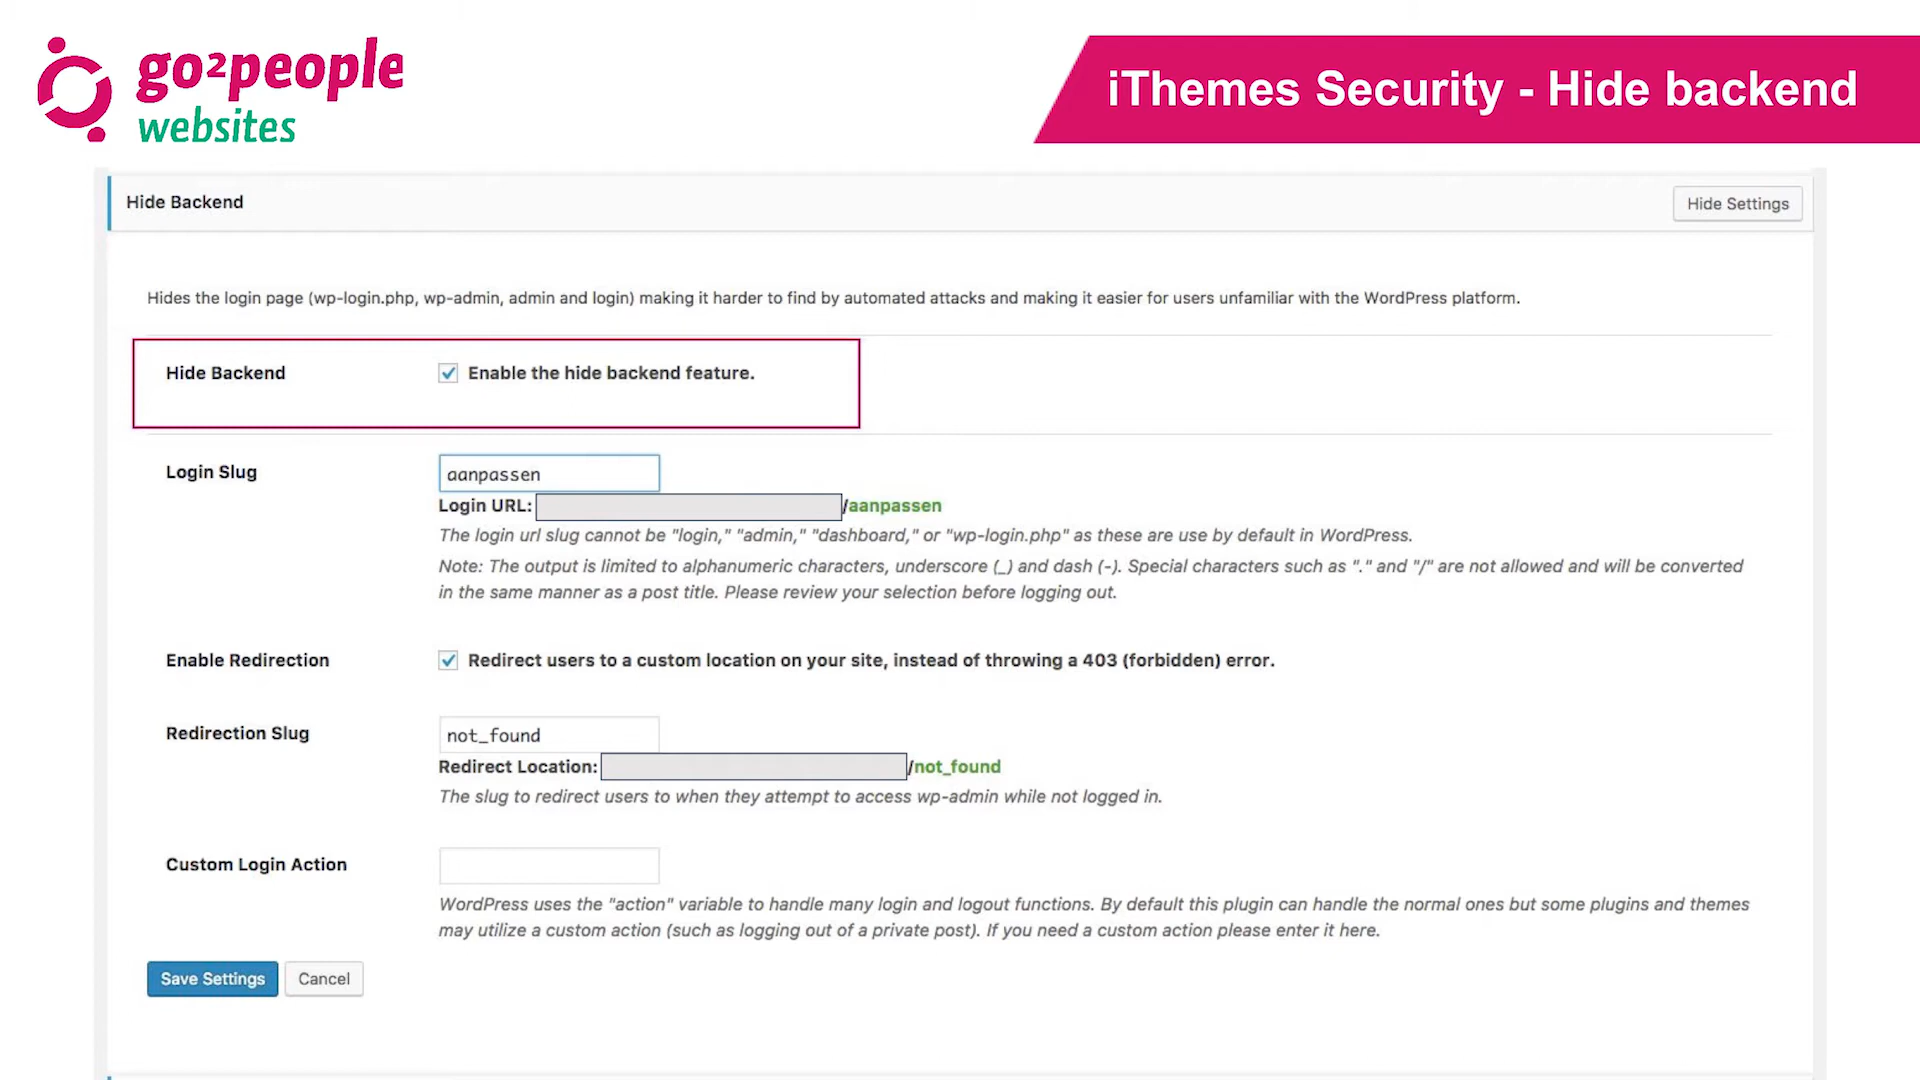 go2people
websites
iThemes Security - Hide backend
Hide Backend
Hide Settings
Hides the login page (wp-login.php, wp-admin, admin and login) making it harder to find by automated attacks and making it easier for users unfamiliar with the WordPress platform.
Hide Backend
Enable the hide backend feature.
Login Slug
aanpassen
Login URL: /aanpassen
The login url slug cannot be "login," "admin," "dashboard," or "wp-login.php" as these are use by default in WordPress.
Note: The output is limited to alphanumeric characters, underscore (_) and dash (-). Special characters such as "." and "/" are not allowed and will be converted
in the same manner as a post title. Please review your selection before logging out.
Enable Redirection
Redirect users to a custom location on your site, instead of throwing a 403 (forbidden) error.
Redirection Slug
not_found
Redirect Location: /not_found
The slug to redirect users to when they attempt to access wp-admin while not logged in.
Custom Login Action
WordPress uses the "action" variable to handle many login and logout functions. By default this plugin can handle the normal ones but some plugins and themes
may utilize a custom action (such as logging out of a private post). If you need a custom action please enter it here.
Save Settings
Cancel